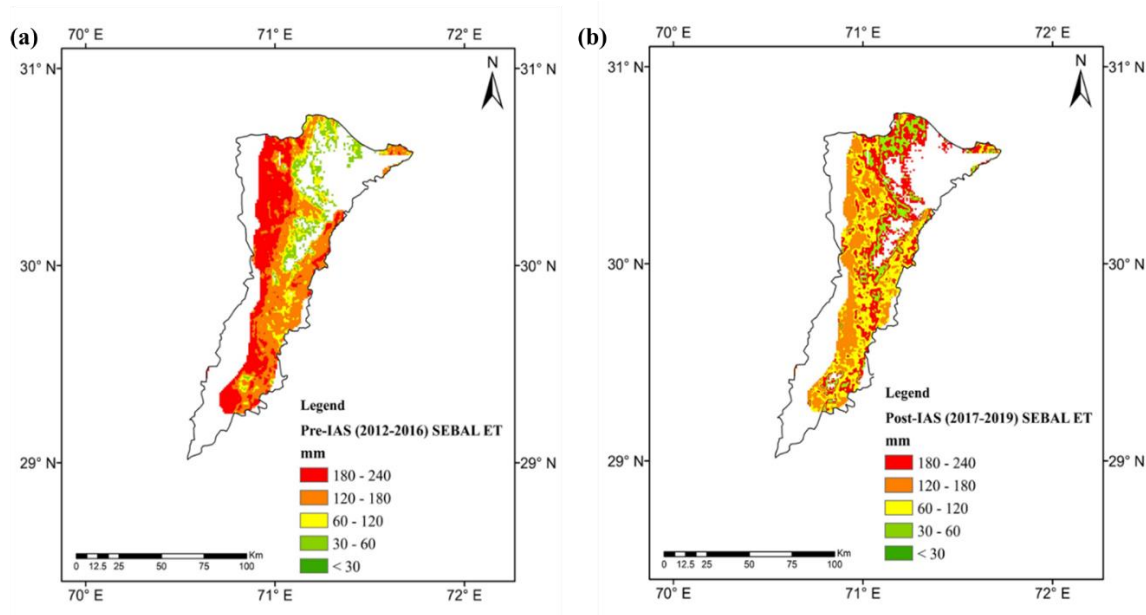 (a)
70° E 71° E 72° E
31° N 31° N
N
30° N 30° N
29° N 29° N
Legend
Pre-IAS (2012-2016) SEBAL ET
mm
180 - 240
120 - 180
60 - 120
30 - 60
< 30
Km
0 12.5 25 50 75 100
70° E 71° E 72° E
(b)
70° E 71° E 72° E
31° N 31° N
N
30° N 30° N
29° N 29° N
Legend
Post-IAS (2017-2019) SEBAL ET
mm
180 - 240
120 - 180
60 - 120
30 - 60
< 30
Km
0 12.5 25 50 75 100
70° E 71° E 72° E